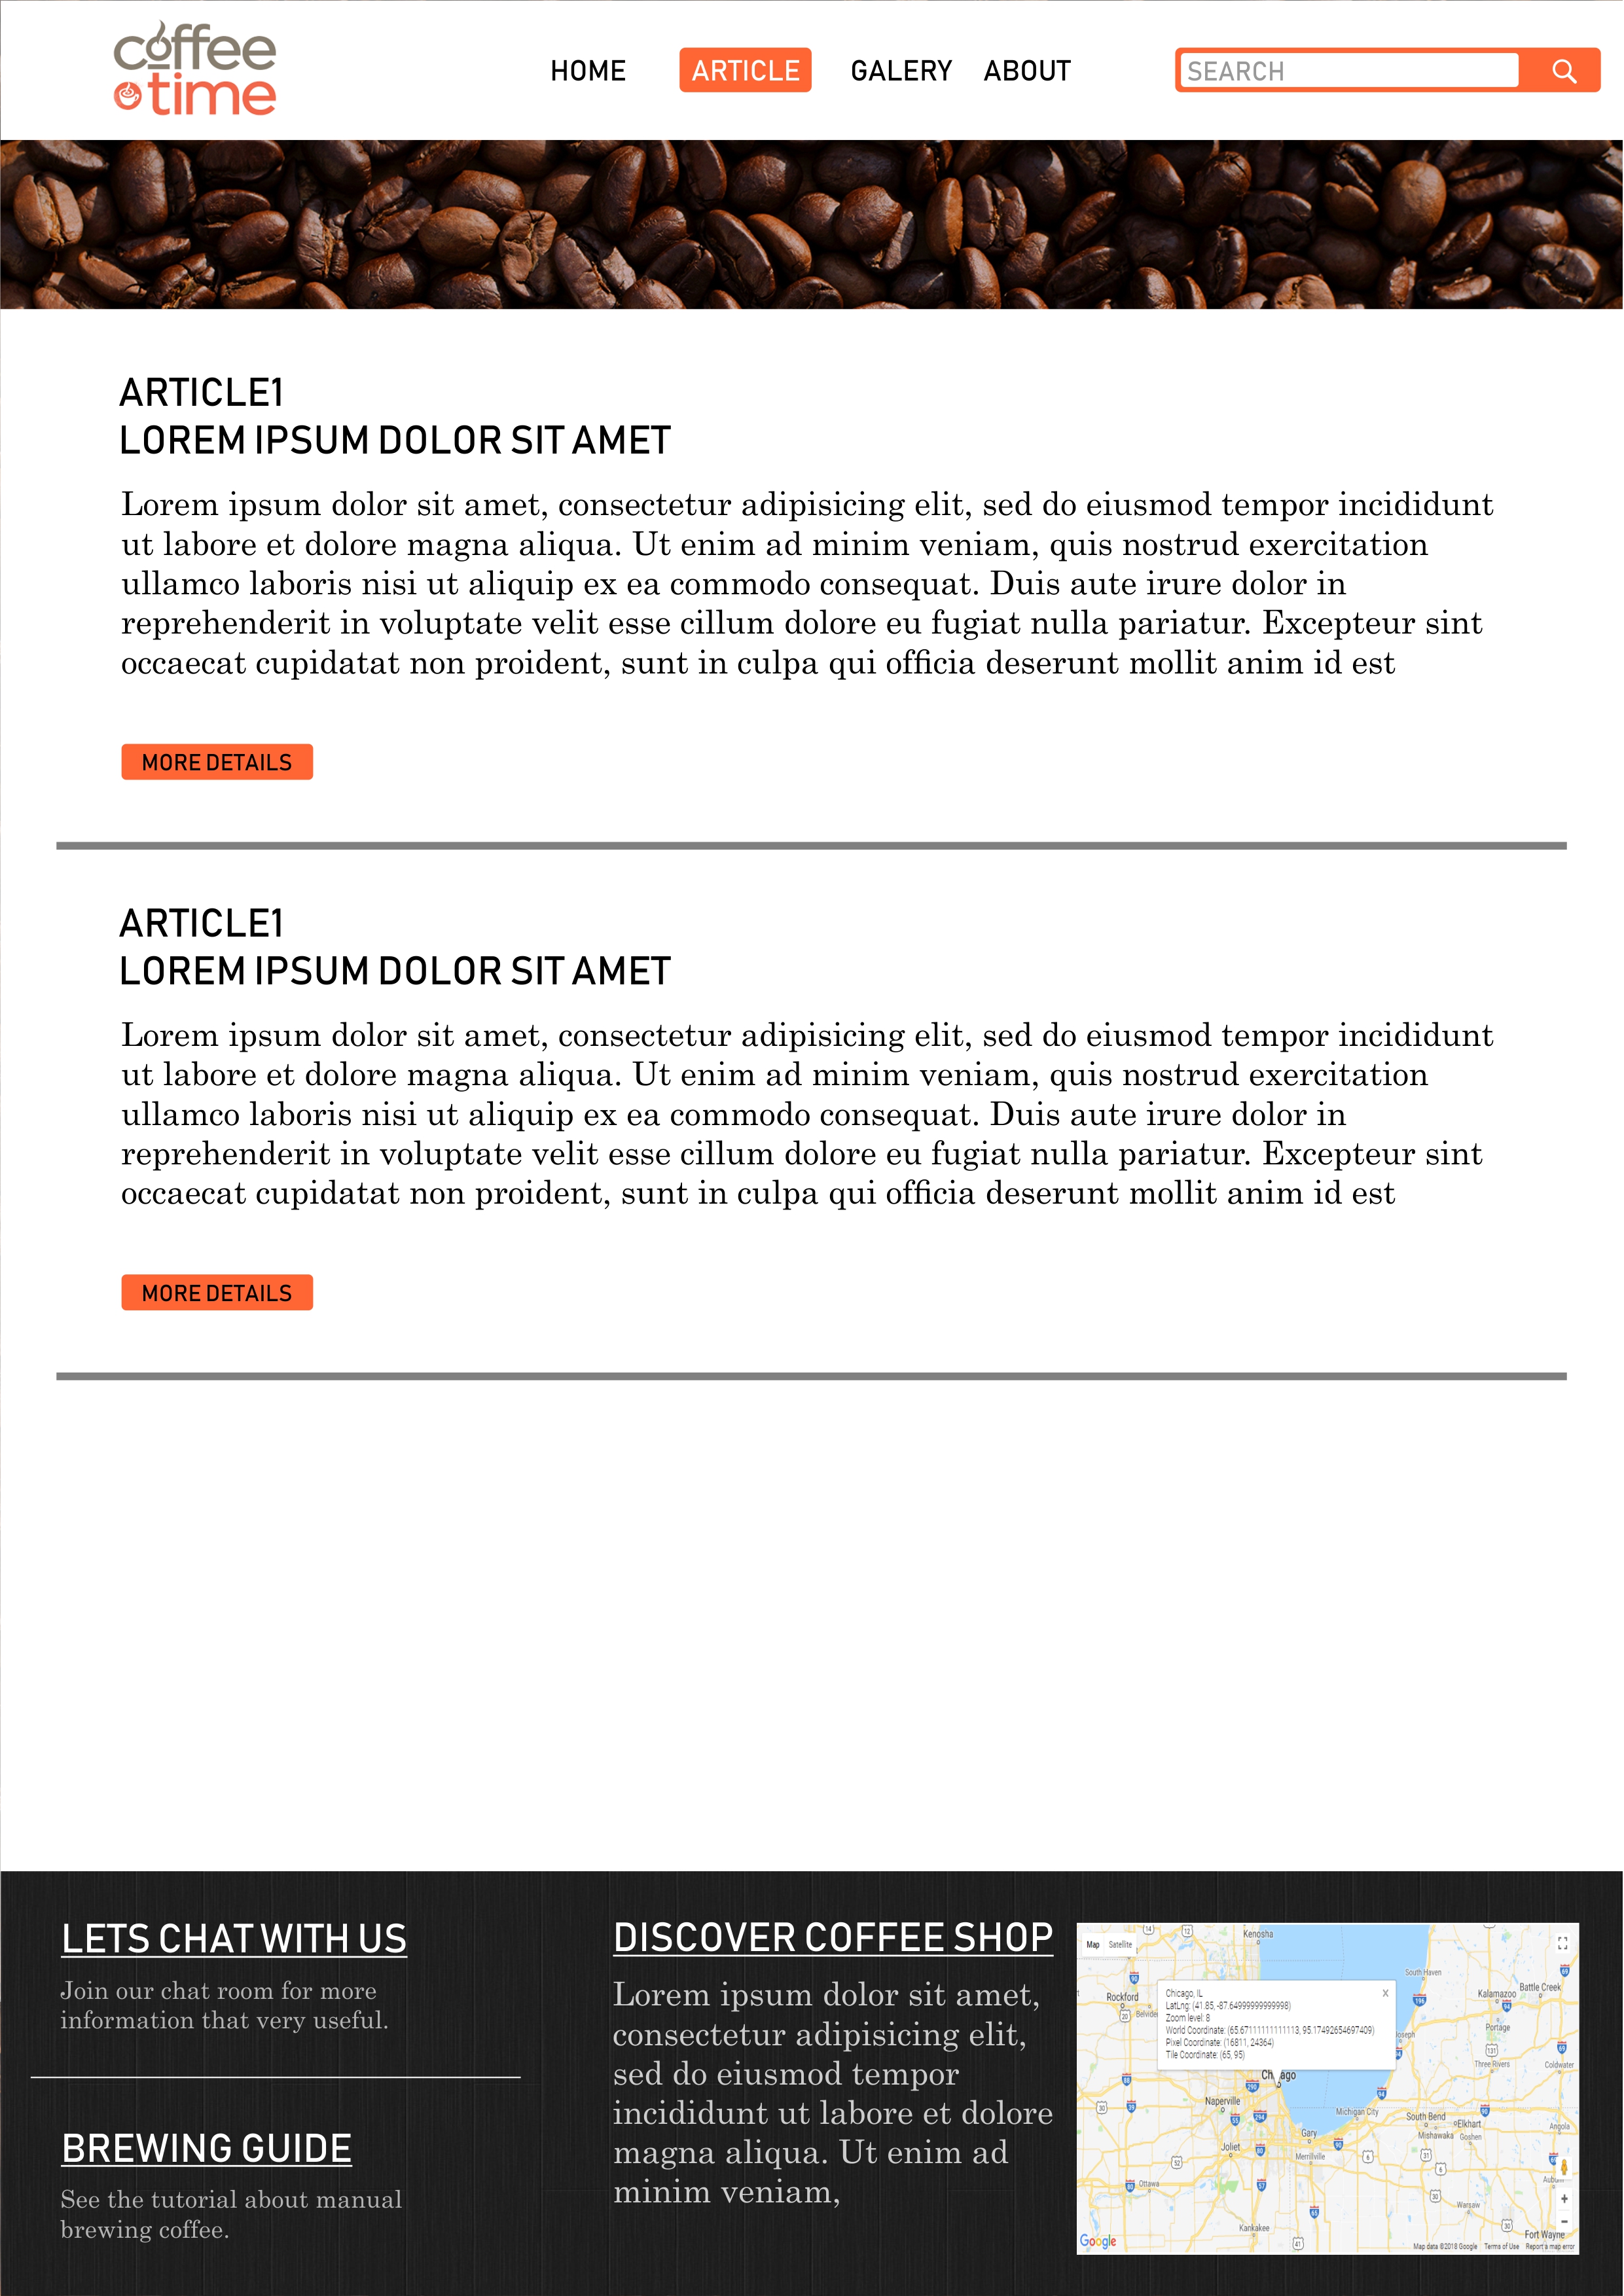 coffee
time
HOME ARTICLE GALERY ABOUT SEARCH
ARTICLE1
LOREM IPSUM DOLOR SIT AMET
Lorem ipsum dolor sit amet, consectetur adipisicing elit, sed do eiusmod tempor incididunt
ut labore et dolore magna aliqua. Ut enim ad minim veniam, quis nostrud exercitation
ullamco laboris nisi ut aliquip ex ea commodo consequat. Duis aute irure dolor in
reprehenderit in voluptate velit esse cillum dolore eu fugiat nulla pariatur. Excepteur sint
occaecat cupidatat non proident, sunt in culpa qui officia deserunt mollit anim id est
MORE DETAILS
ARTICLE1
LOREM IPSUM DOLOR SIT AMET
Lorem ipsum dolor sit amet, consectetur adipisicing elit, sed do eiusmod tempor incididunt
ut labore et dolore magna aliqua. Ut enim ad minim veniam, quis nostrud exercitation
ullamco laboris nisi ut aliquip ex ea commodo consequat. Duis aute irure dolor in
reprehenderit in voluptate velit esse cillum dolore eu fugiat nulla pariatur. Excepteur sint
occaecat cupidatat non proident, sunt in culpa qui officia deserunt mollit anim id est
MORE DETAILS
LETS CHAT WITH US
Join our chat room for more
information that very useful.
BREWING GUIDE
See the tutorial about manual
brewing coffee.
DISCOVER COFFEE SHOP
Lorem ipsum dolor sit amet,
consectetur adipisicing elit,
sed do eiusmod tempor
incididunt ut labore et dolore
magna aliqua. Ut enim ad
minim veniam,
Map Satellite
Kenosha
South Haven
Battle Creek
Kalamazoo
Rockford
Portage
Three Rivers
Coldwater
Chicago, IL
LatLng: (41.85, -87.64999999999998)
Zoom level: 8
World Coordinate: (65.67111111111113, 95.17492654697409)
Pixel Coordinate: (16811, 24364)
Tile Coordinate: (65, 95)
Chicago
Naperville
Michigan City
South Bend
Elkhart
Angola
Mishawaka Goshen
Joliet
Gary
Merrillville
Ottawa
Warsaw
Kankakee
Fort Wayne
Google
Map data ©2018 Google Terms of Use Report a map error